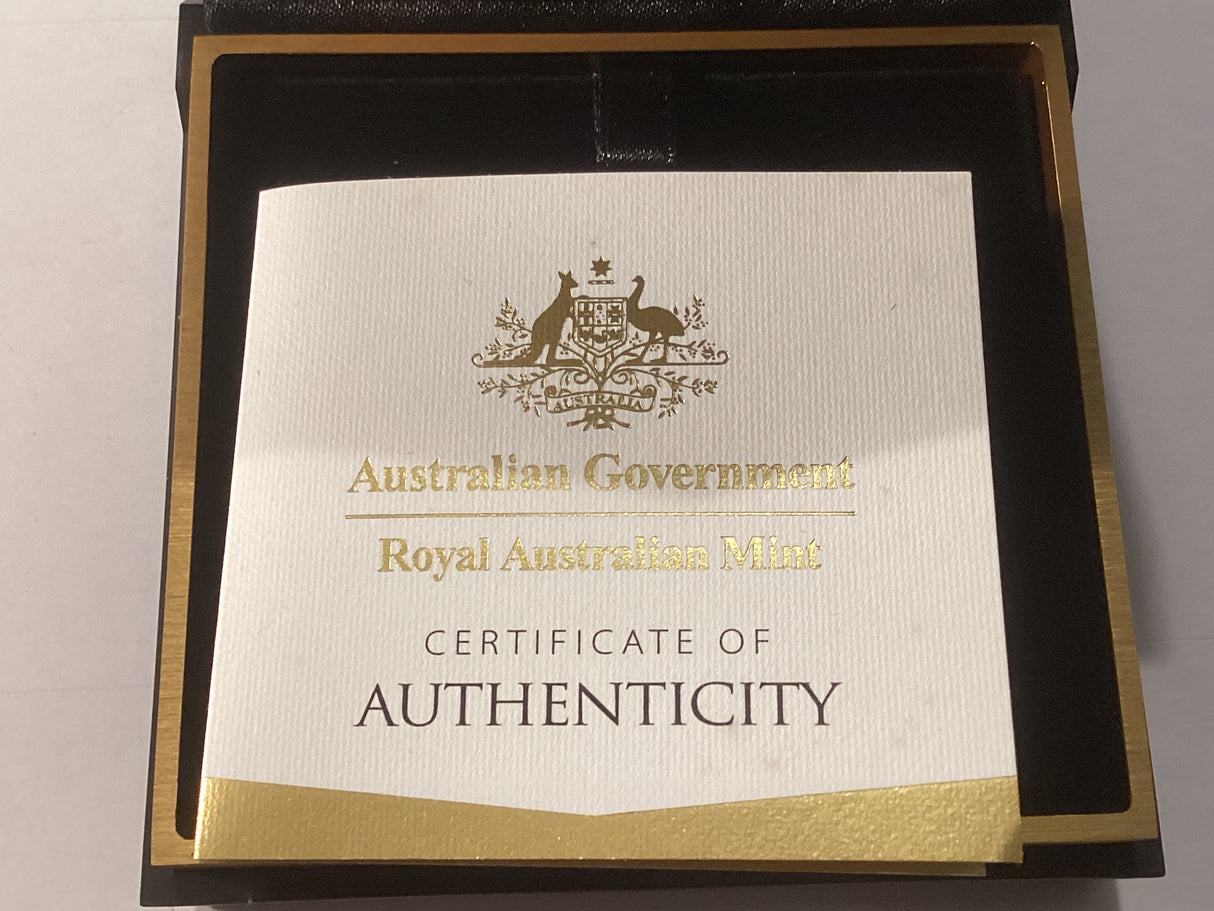 AUSTRALIA
Australian Government
Royal Australian Mint
CERTIFICATE OF
AUTHENTICITY